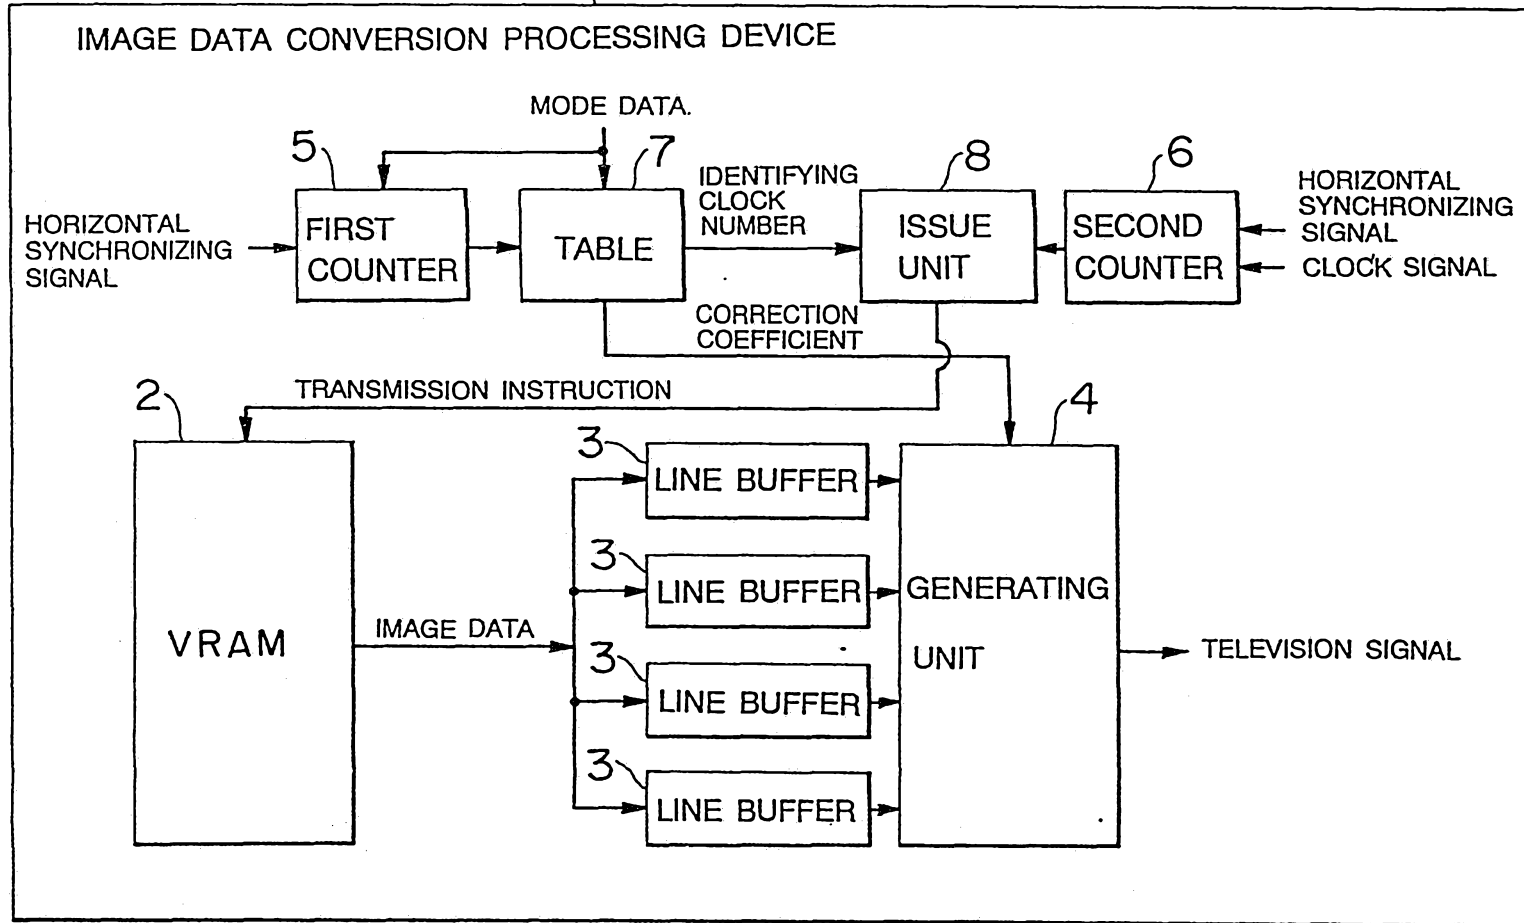 IMAGE DATA CONVERSION PROCESSING DEVICE
MODE DATA.
5
7
8
6
IDENTIFYING
CLOCK
NUMBER
HORIZONTAL
SYNCHRONIZING
SIGNAL
FIRST
COUNTER
TABLE
ISSUE
UNIT
SECOND
COUNTER
HORIZONTAL
SYNCHRONIZING
SIGNAL
CLOCK SIGNAL
CORRECTION
COEFFICIENT
TRANSMISSION INSTRUCTION
2
4
VRAM
IMAGE DATA
3
LINE BUFFER
3
LINE BUFFER
3
LINE BUFFER
3
LINE BUFFER
GENERATING
UNIT
TELEVISION SIGNAL